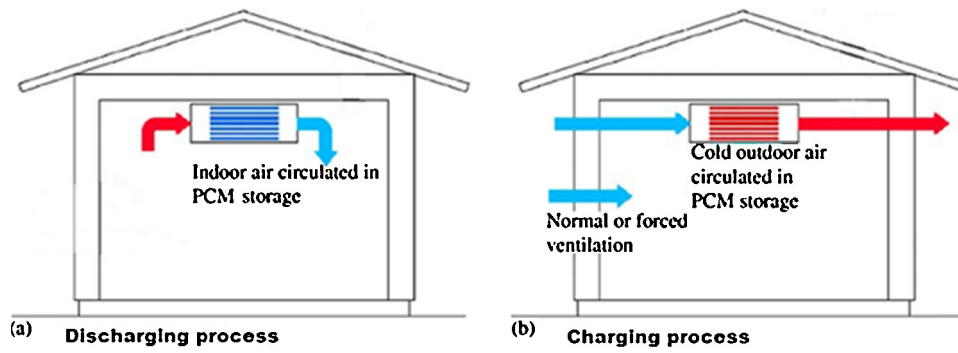 Indoor air circulated in
PCM storage
(a) Discharging process
Cold outdoor air
circulated in
PCM storage
Normal or forced
ventilation
(b) Charging process